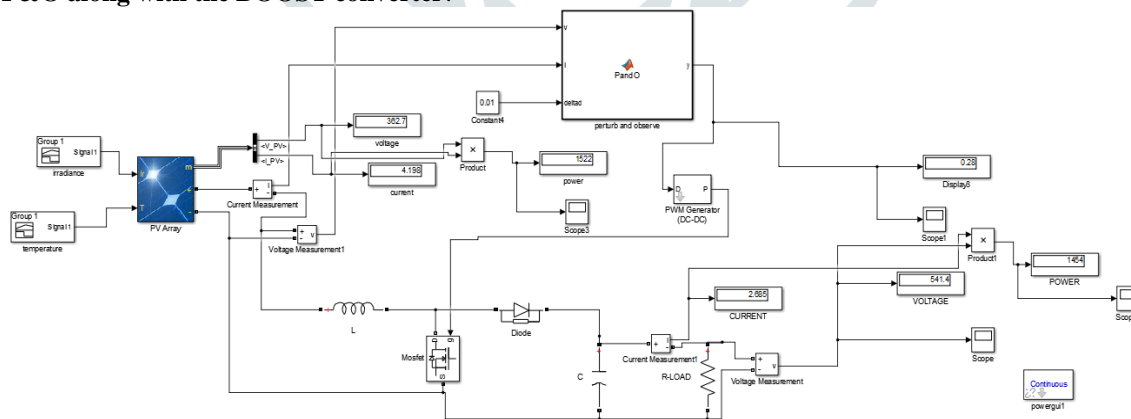 P&O along with the BOOST converter.
v
I
PandO
y
deltad
perturb and observe
0.01
Constant4
362.7
voltage
<V_PV>
<I_PV>
4.198
current
×
Product
1522
power
Scope3
Group 1
Signal 1
irradiance
Group 1
Signal 1
temperature
Ir
T
m
+
-
PV Array
+
-
i
Current Measurement
+
-
v
Voltage Measurement1
D
P
PWM Generator
(DC-DC)
0.28
Display8
Scope1
×
Product1
1454
POWER
Scope
541.4
VOLTAGE
2.685
CURRENT
Scope
L
Diode
Mosfet
g
D
S
C
+
-
i
Current Measurement1
R-LOAD
+
-
v
Voltage Measurement
Continuous
powergui1